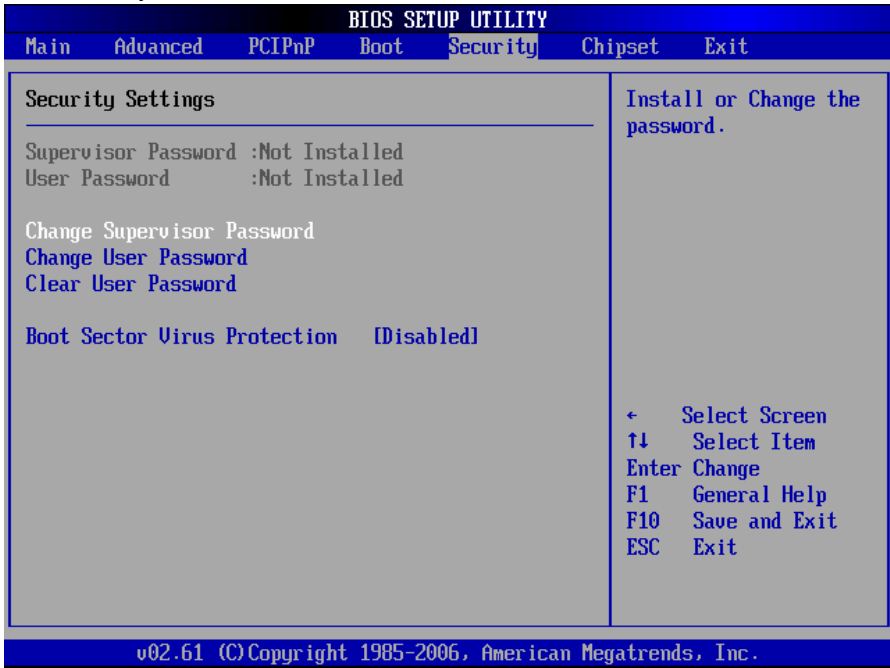 BIOS SETUP UTILITY
Main Advanced PCIPnP Boot Security Chipset Exit
Security Settings
Supervisor Password :Not Installed
User Password :Not Installed
Change Supervisor Password
Change User Password
Clear User Password
Boot Sector Virus Protection [Disabled]
Install or Change the
password.
← Select Screen
↑↓ Select Item
Enter Change
F1 General Help
F10 Save and Exit
ESC Exit
v02.61 (C)Copyright 1985-2006, American Megatrends, Inc.